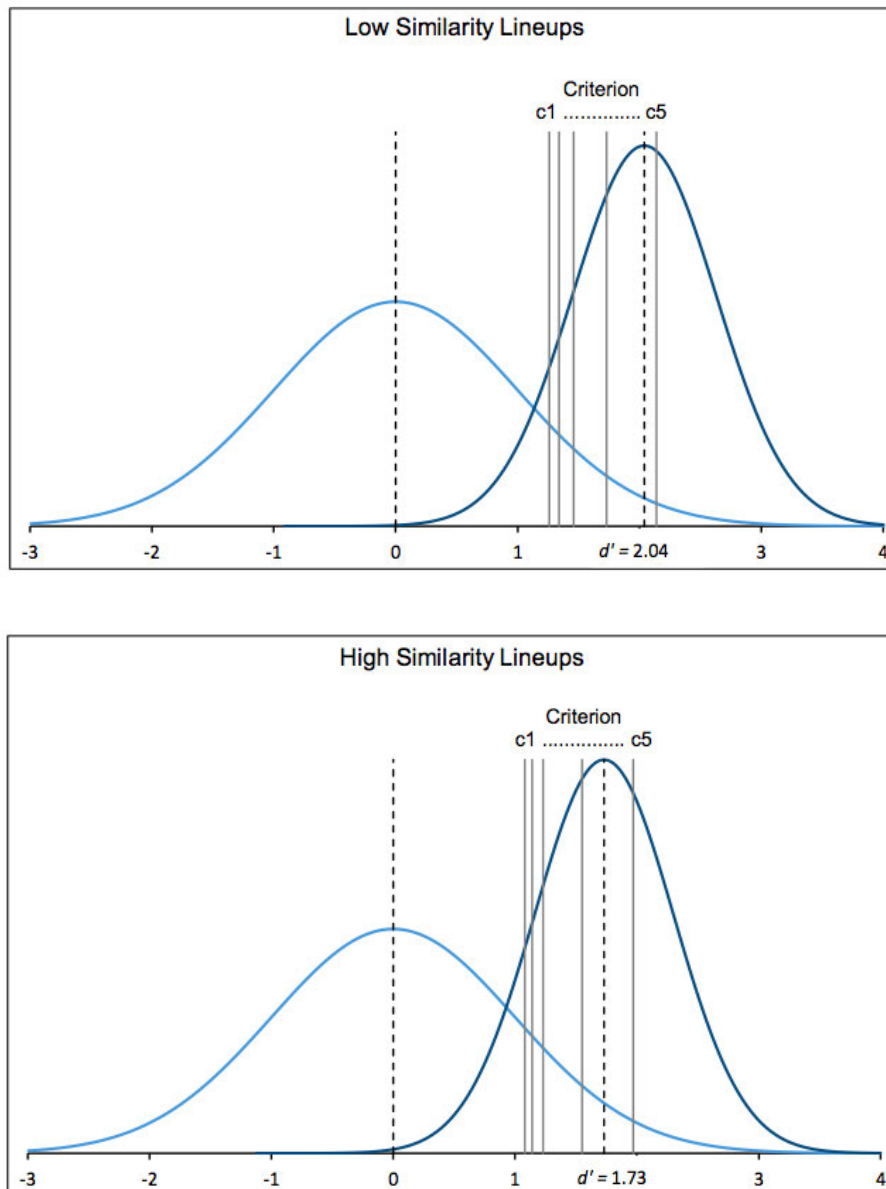 Low Similarity Lineups
Criterion
c1 .............. c5
-3 -2 -1 0 1 d' = 2.04 3 4
High Similarity Lineups
Criterion
c1 ............... c5
-3 -2 -1 0 1 d' = 1.73 3 4